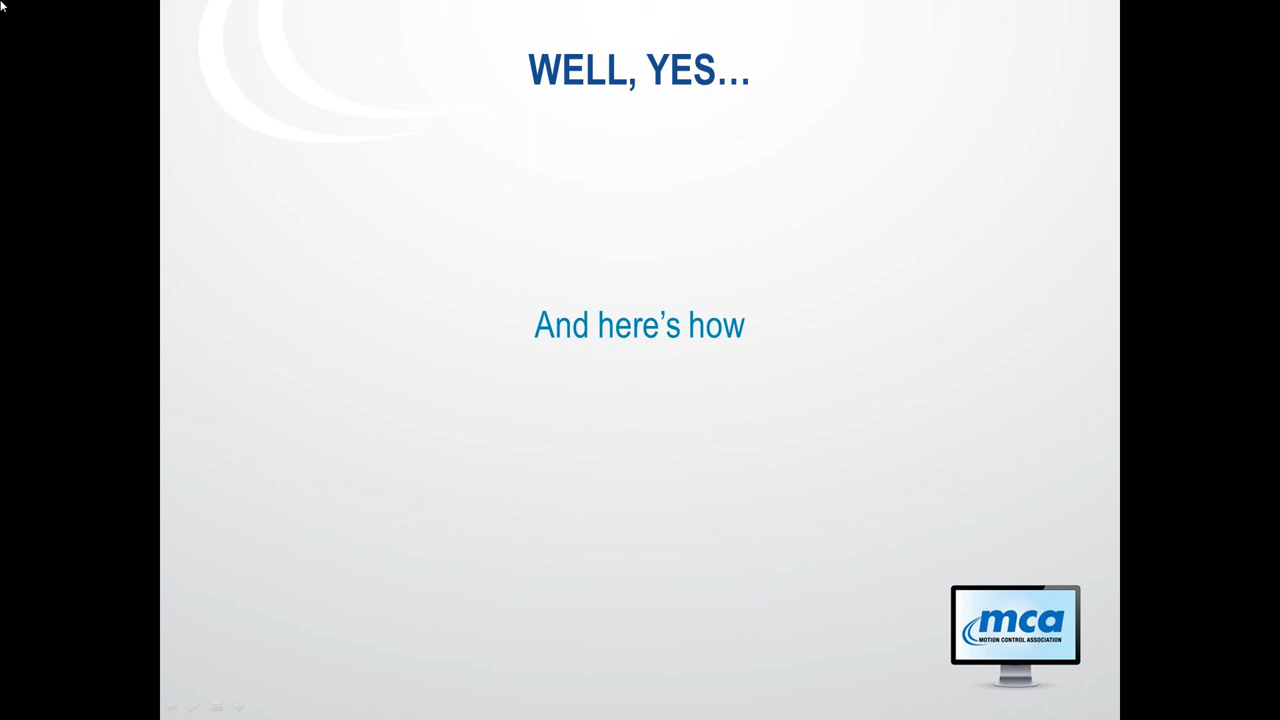 WELL, YES…
And here’s how
mca
MOTION CONTROL ASSOCIATION